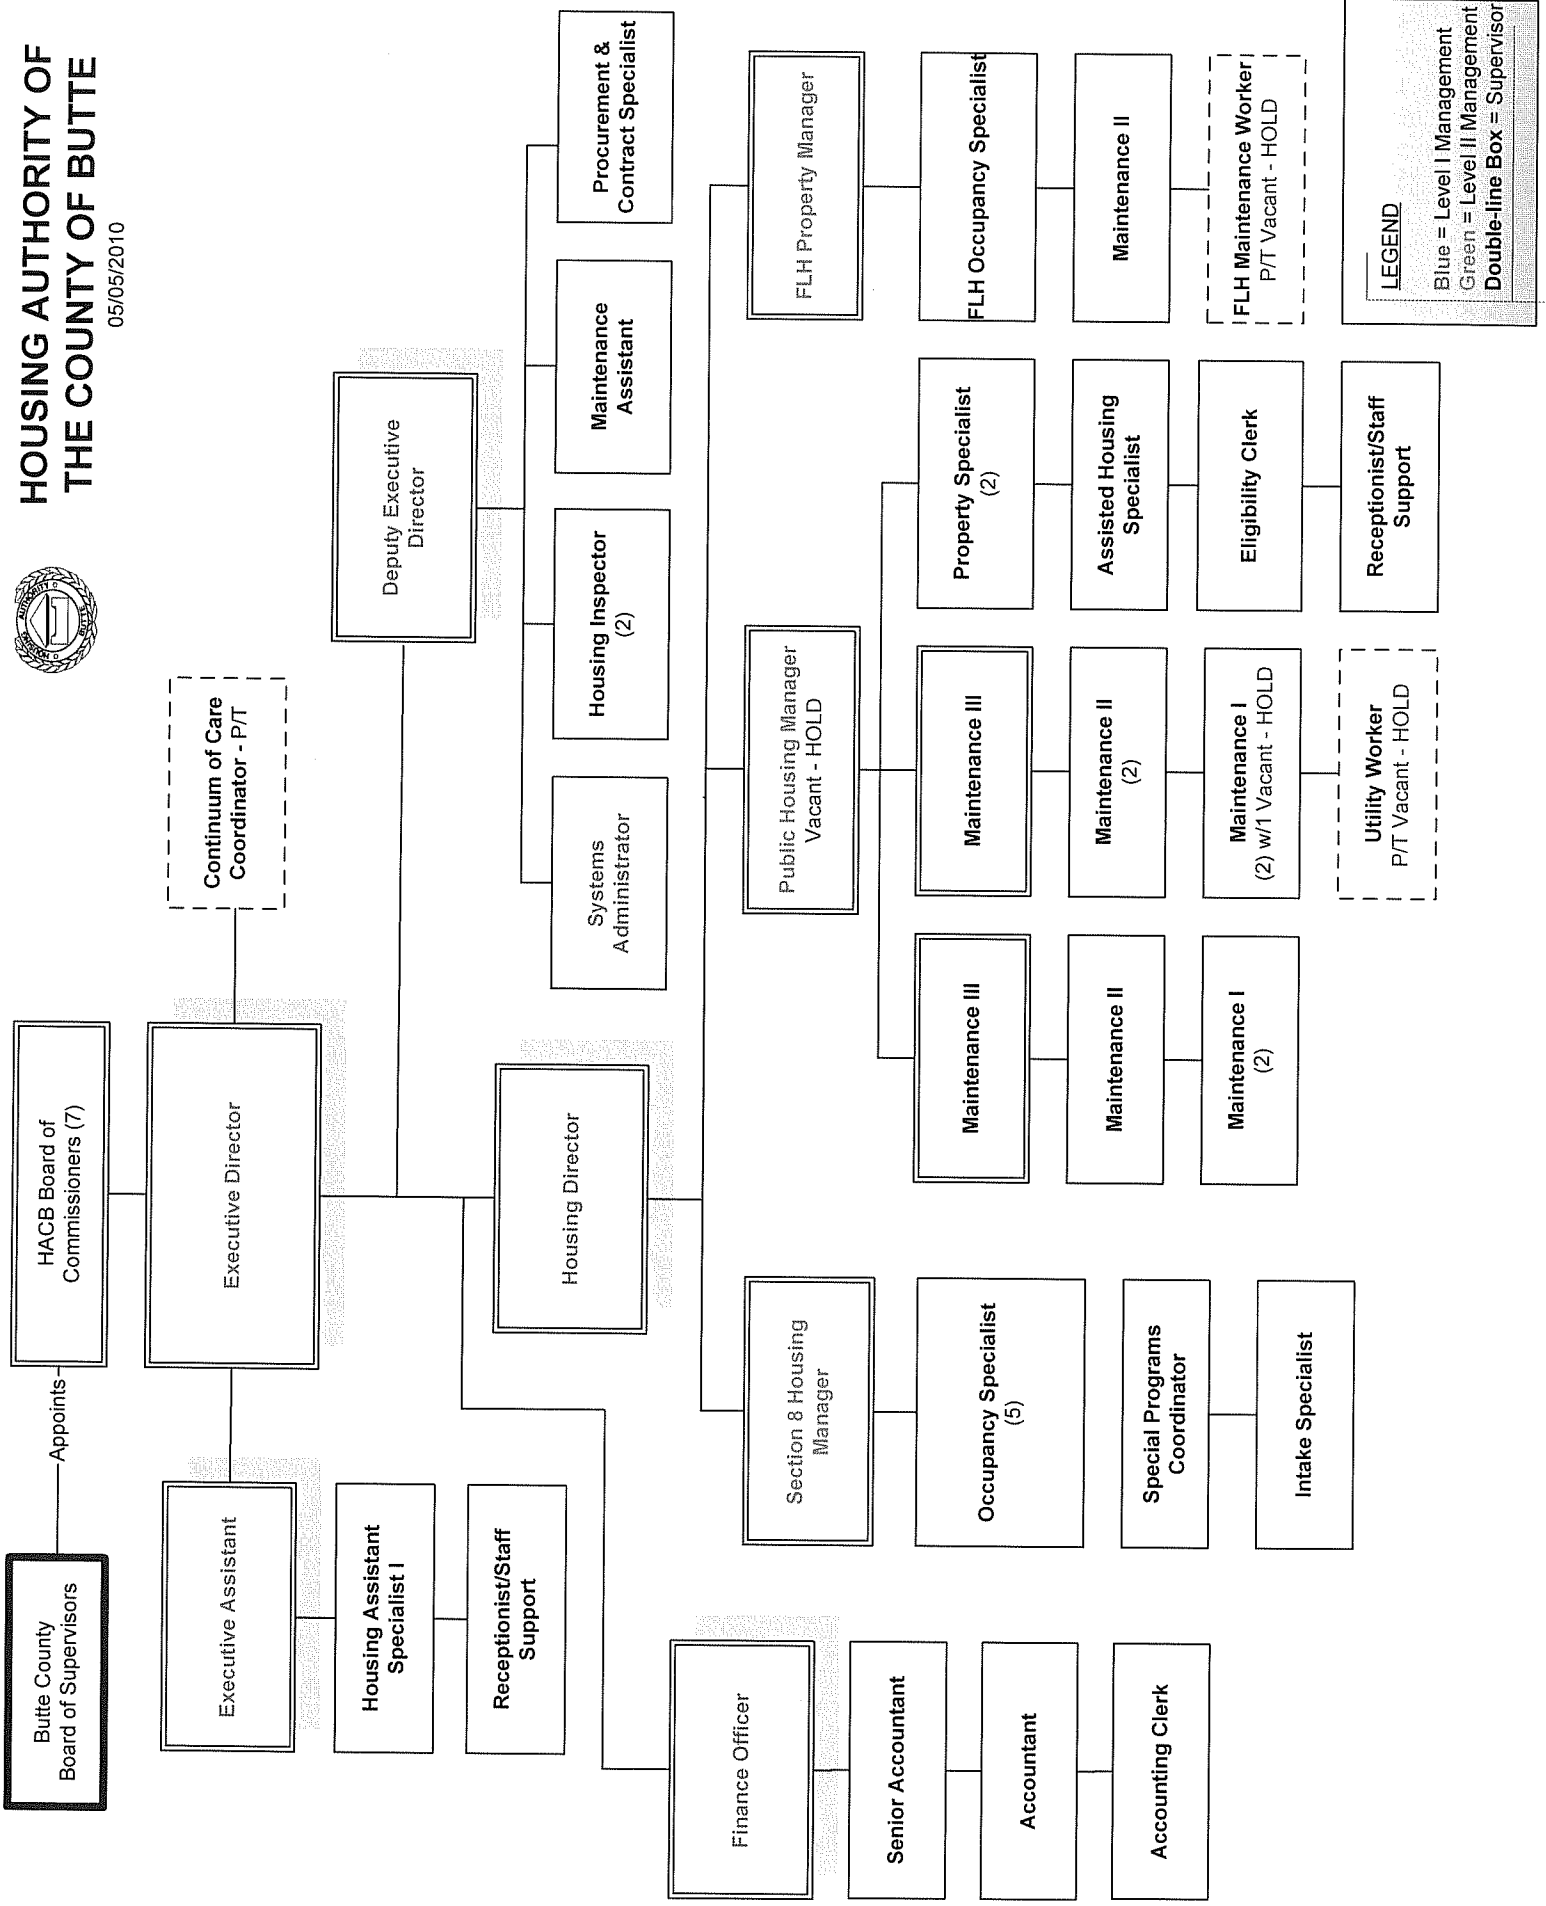 HOUSING AUTHORITY OF
THE COUNTY OF BUTTE
05/05/2010
HOUSING AUTHORITY
BUTTE
Butte County
Board of Supervisors
Appoints
HACB Board of
Commissioners (7)
Executive Director
Continuum of Care
Coordinator - P/T
Executive Assistant
Housing Assistant
Specialist I
Receptionist/Staff
Support
Deputy Executive
Director
Systems
Administrator
Housing Inspector
(2)
Maintenance
Assistant
Procurement &
Contract Specialist
Housing Director
Finance Officer
Senior Accountant
Accountant
Accounting Clerk
Section 8 Housing
Manager
Occupancy Specialist
(5)
Special Programs
Coordinator
Intake Specialist
Public Housing Manager
Vacant - HOLD
Maintenance III
Maintenance II
Maintenance I
(2)
Maintenance III
Maintenance II
(2)
Maintenance I
(2) w/1 Vacant - HOLD
Utility Worker
P/T Vacant - HOLD
Property Specialist
(2)
Assisted Housing
Specialist
Eligibility Clerk
Receptionist/Staff
Support
FLH Property Manager
FLH Occupancy Specialist
Maintenance II
FLH Maintenance Worker
P/T Vacant - HOLD
LEGEND
Blue = Level I Management
Green = Level II Management
Double-line Box = Supervisor